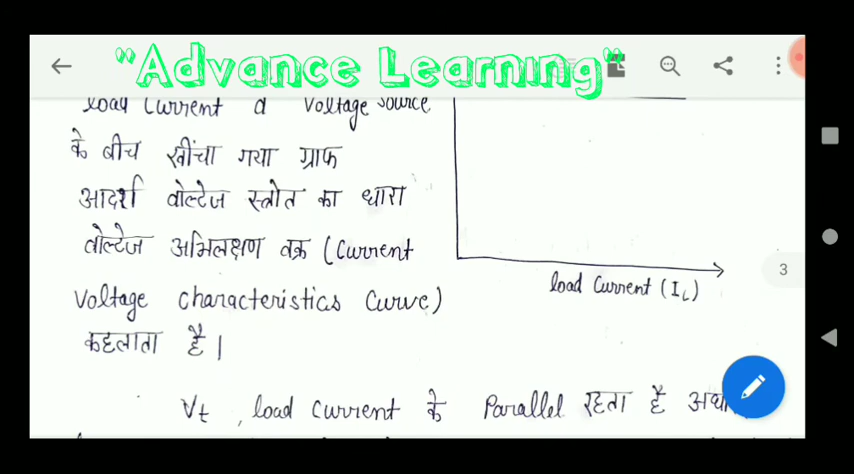 "Advance Learning"
load Current व Voltage source
के बीच खींचा गया ग्राफ
आदर्श वोल्टेज स्त्रोत का धारा
वोल्टेज अभिलक्षण वक्र (Current
Voltage characteristics Curve)
कहलाता है।
load Current (IL)
3
Vt , load current के Parallel रहता है